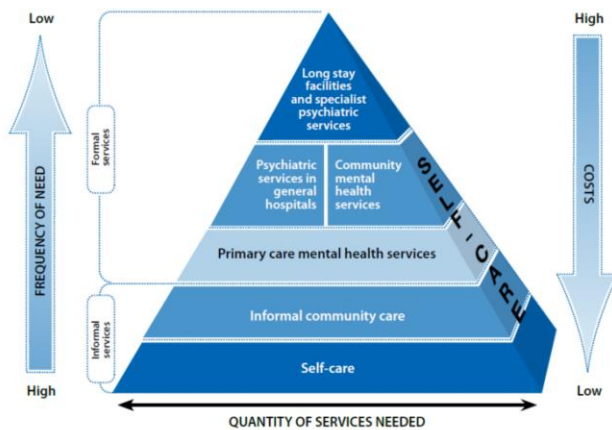 Low
High
Long stay
facilities
and specialist
psychiatric
services
Formal
services
FREQUENCY OF NEED
Psychiatric
services in
general
hospitals
Community
mental
health
services
SELF-CARE
COSTS
Primary care mental health services
Informal community care
Informal
services
Self-care
High
Low
QUANTITY OF SERVICES NEEDED